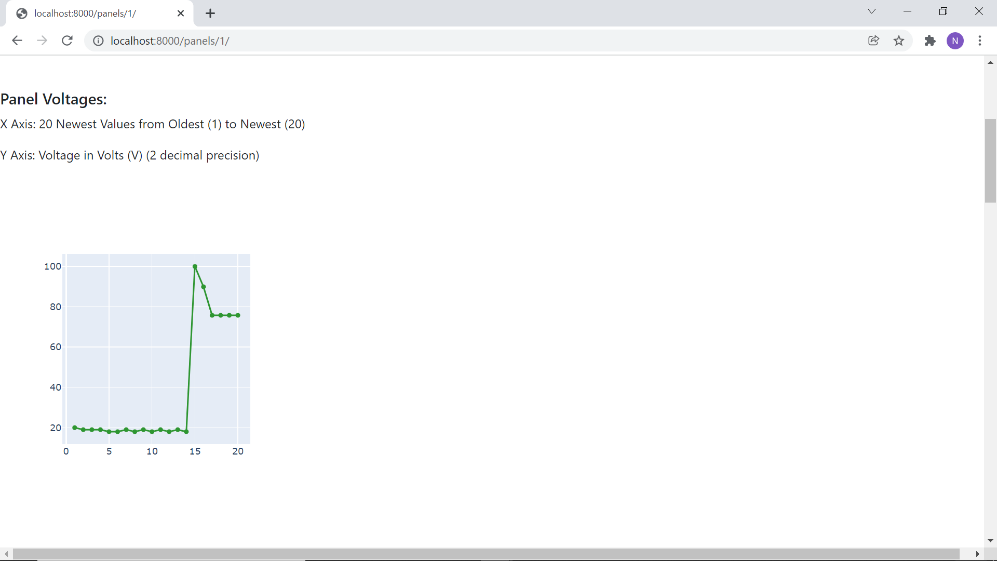 localhost:8000/panels/1/
localhost:8000/panels/1/
N
Panel Voltages:
X Axis: 20 Newest Values from Oldest (1) to Newest (20)
Y Axis: Voltage in Volts (V) (2 decimal precision)
100
80
60
40
20
0 5 10 15 20